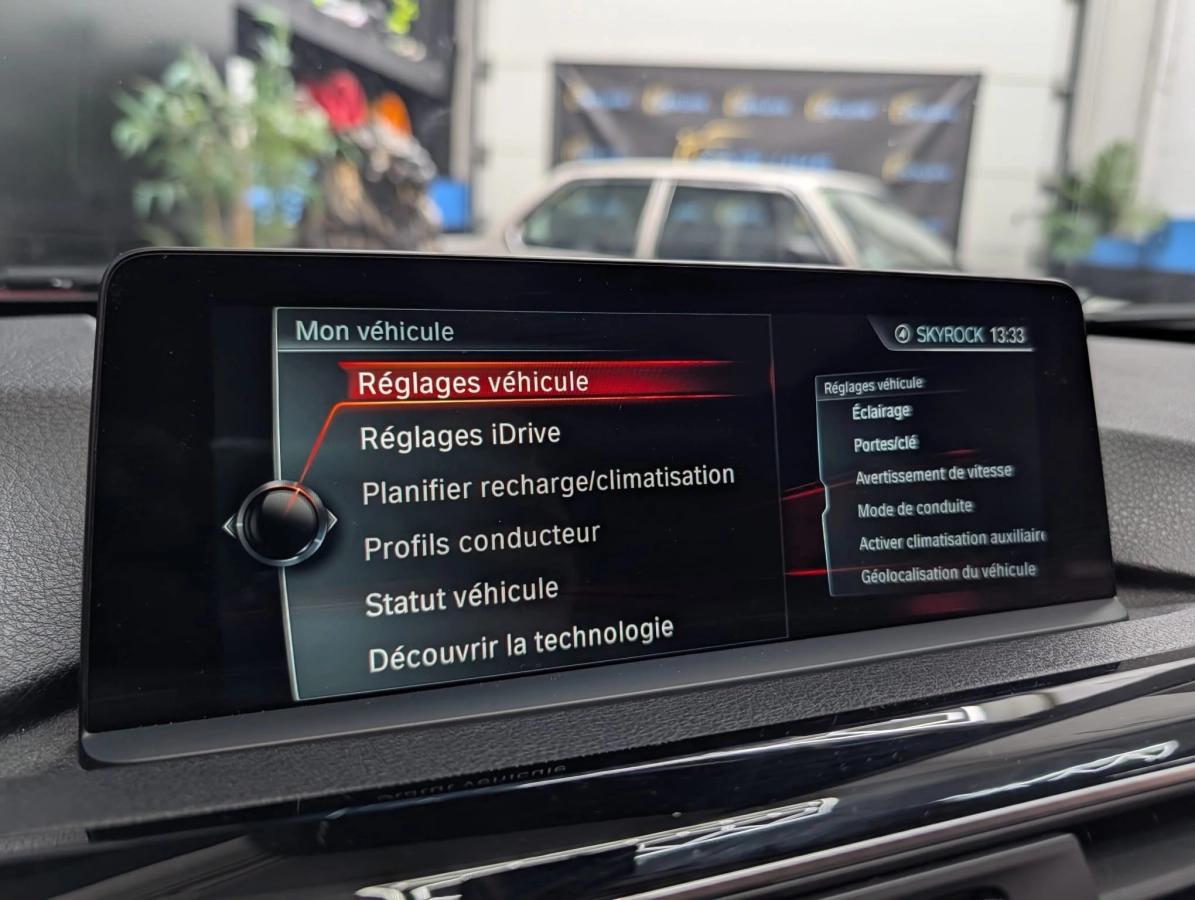 Mon véhicule
SKYROCK 13:33
Réglages véhicule
Réglages iDrive
Planifier recharge/climatisation
Profils conducteur
Statut véhicule
Découvrir la technologie
Réglages véhicule
Éclairage
Portes/clé
Avertissement de vitesse
Mode de conduite
Activer climatisation auxiliaire
Géolocalisation du véhicule